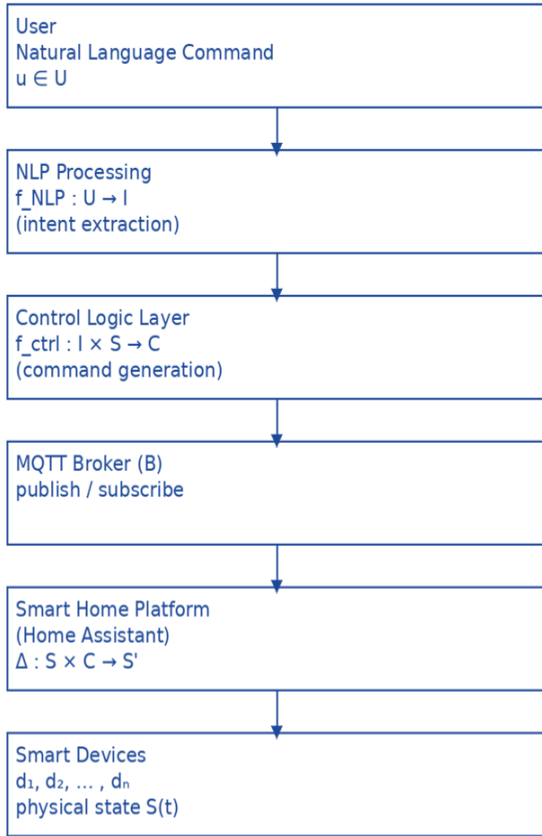 User
Natural Language Command
u ∈ U
NLP Processing
f_NLP : U → I
(intent extraction)
Control Logic Layer
f_ctrl : I × S → C
(command generation)
MQTT Broker (B)
publish / subscribe
Smart Home Platform
(Home Assistant)
Δ : S × C → S'
Smart Devices
d₁, d₂, … , dₙ
physical state S(t)